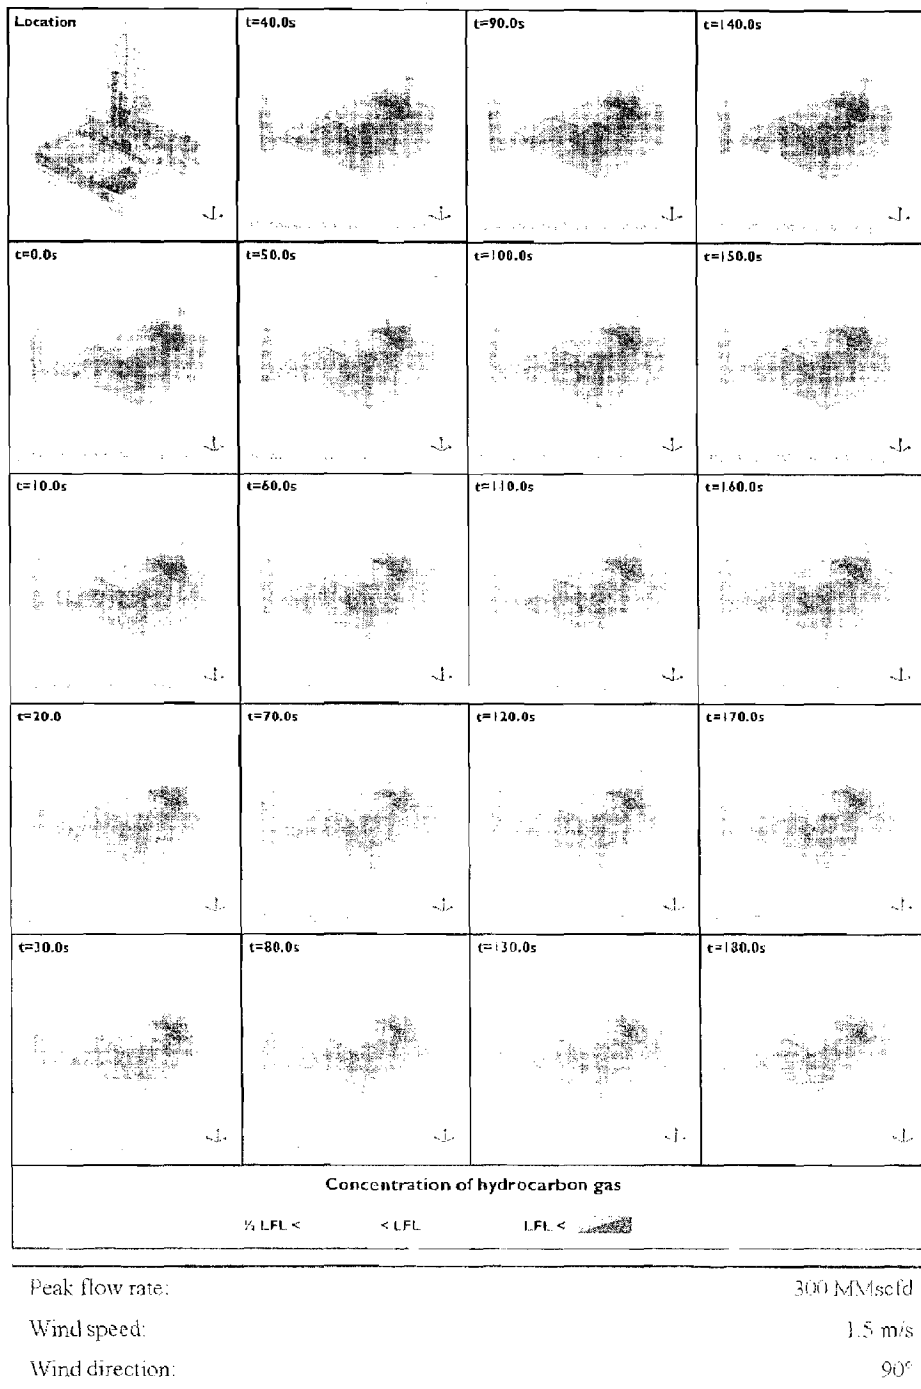 Location t=40.0s t=90.0s t=140.0s
t=0.0s t=50.0s t=100.0s t=150.0s
t=10.0s t=60.0s t=110.0s t=160.0s
t=20.0 t=70.0s t=120.0s t=170.0s
t=30.0s t=80.0s t=130.0s t=180.0s
Concentration of hydrocarbon gas
½ LFL < < LFL LFL <
Peak flow rate: 300 MMscfd
Wind speed: 1.5 m/s
Wind direction: 90°